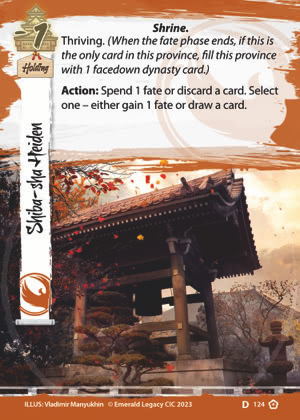 Shrine.
1
Thriving. (When the fate phase ends, if this is
the only card in this province, fill this province
with 1 facedown dynasty card.)
Holding
Action: Spend 1 fate or discard a card. Select
one – either gain 1 fate or draw a card.
Shiba-sha Heiden
ILLUS: Vladimir Manyukhin © Emerald Legacy CIC 2023
D 124